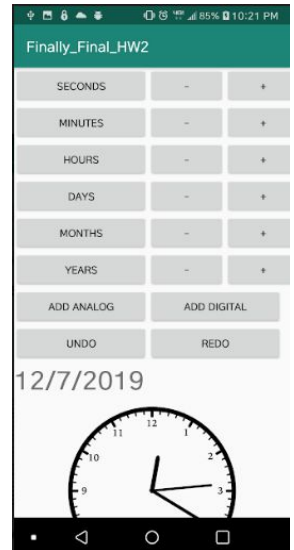 85% 10:21 PM
Finally_Final_HW2
SECONDS - +
MINUTES - +
HOURS - +
DAYS - +
MONTHS - +
YEARS - +
ADD ANALOG ADD DIGITAL
UNDO REDO
12/7/2019
12
11 1
10 2
9 3